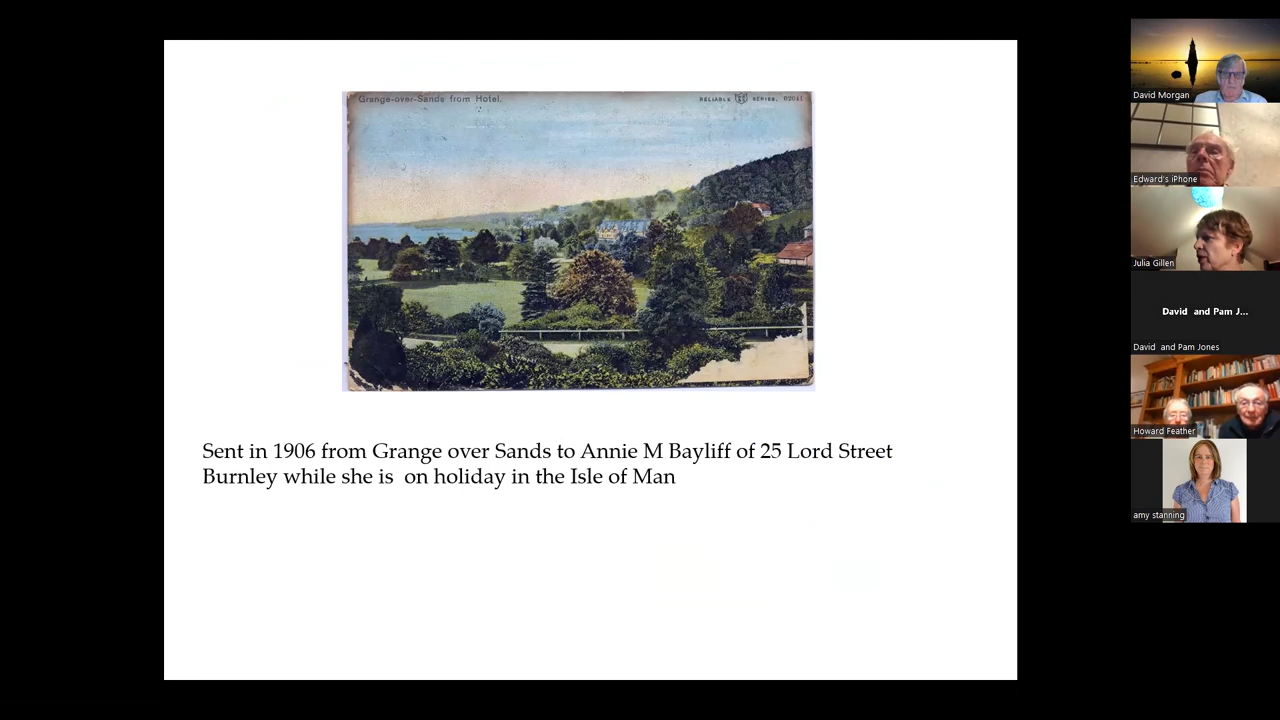 Grange-over-Sands from Hotel.
RELIABLE SERIES. 02041
Sent in 1906 from Grange over Sands to Annie M Bayliff of 25 Lord Street
Burnley while she is  on holiday in the Isle of Man
David Morgan
Edward's iPhone
Julia Gillen
David and Pam J...
David and Pam Jones
Howard Feather
amy stanning